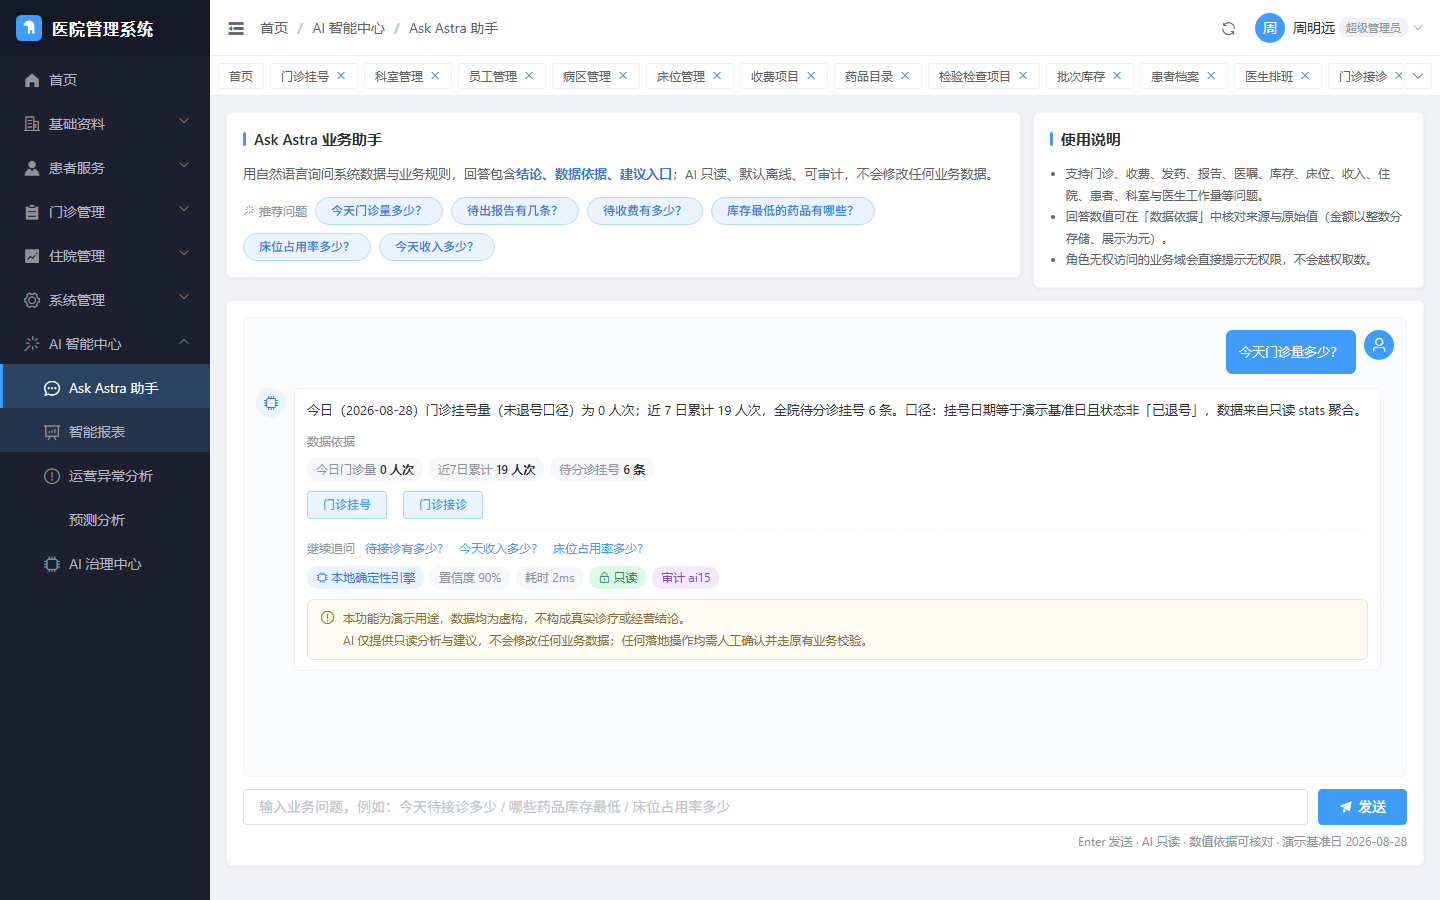 医院管理系统
首页 / AI 智能中心 / Ask Astra 助手
周 周明远 超级管理员
首页
基础资料
患者服务
门诊管理
住院管理
系统管理
AI 智能中心
Ask Astra 助手
智能报表
运营异常分析
预测分析
AI 治理中心
首页 门诊挂号 科室管理 员工管理 病区管理 床位管理 收费项目 药品目录 检验检查项目 批次库存 患者档案 医生排班 门诊接诊
Ask Astra 业务助手
用自然语言询问系统数据与业务规则，回答包含结论、数据依据、建议入口；AI 只读、默认离线、可审计，不会修改任何业务数据。
推荐问题 今天门诊量多少？ 待出报告有几条？ 待收费有多少？ 库存最低的药品有哪些？
床位占用率多少？ 今天收入多少？
使用说明
支持门诊、收费、发药、报告、医嘱、库存、床位、收入、住
院、患者、科室与医生工作量等问题。
回答数值可在「数据依据」中核对来源与原始值（金额以整数分
存储、展示为元）。
角色无权访问的业务域会直接提示无权限，不会越权取数。
今天门诊量多少？
今日（2026-08-28）门诊挂号量（未退号口径）为 0 人次；近 7 日累计 19 人次，全院待分诊挂号 6 条。口径：挂号日期等于演示基准日且状态非「已退号」，数据来自只读 stats 聚合。
数据依据
今日门诊量 0 人次 近7日累计 19 人次 待分诊挂号 6 条
门诊挂号 门诊接诊
继续追问 待接诊有多少？ 今天收入多少？ 床位占用率多少？
本地确定性引擎 置信度 90% 耗时 2ms 只读 审计 ai15
本功能为演示用途，数据均为虚构，不构成真实诊疗或经营结论。
AI 仅提供只读分析与建议，不会修改任何业务数据；任何落地操作均需人工确认并走原有业务校验。
输入业务问题，例如：今天待接诊多少 / 哪些药品库存最低 / 床位占用率多少
发送
Enter 发送 · AI 只读 · 数值依据可核对 · 演示基准日 2026-08-28